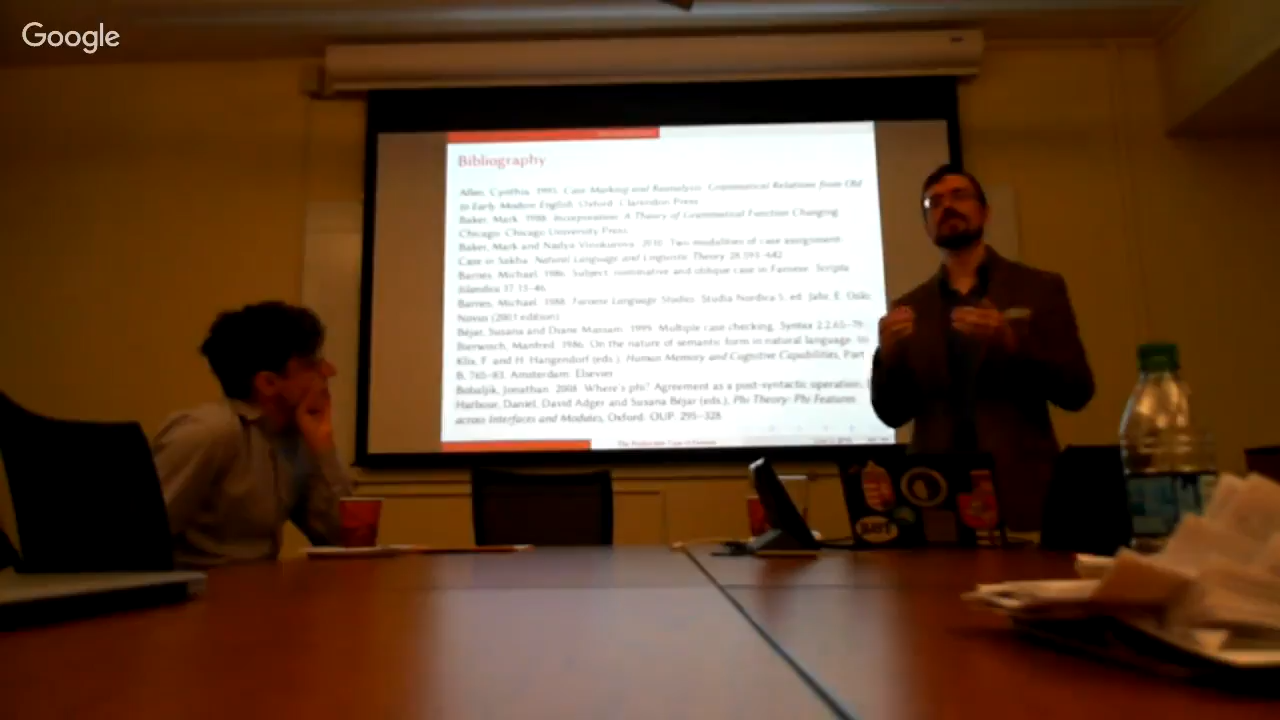 Google
Bibliography
Allen, Cynthia. 1995. Case Marking and Reanalysis: Grammatical Relations from Old
to Early Modern English. Oxford: Clarendon Press.
Baker, Mark. 1988. Incorporation: A Theory of Grammatical Function Changing.
Chicago: Chicago University Press.
Baker, Mark and Nadya Vinokurova. 2010. Two modalities of case assignment:
Case in Sakha. Natural Language and Linguistic Theory 28:593–642.
Barnes, Michael. 1986. Subject, nominative and oblique case in Faroese. Scripta
Islandica 37:13–46.
Barnes, Michael. 1988. Faroese Language Studies. Studia Nordica 5, ed. Jahr, E. Oslo:
Novus (2001 edition).
Béjar, Susana and Diane Massam. 1999. Multiple case checking. Syntax 2.2:65–79.
Bierwisch, Manfred. 1986. On the nature of semantic form in natural language. In
Klix, F. and H. Hangendorf (eds.), Human Memory and Cognitive Capabilities, Part
B, 765–83. Amsterdam: Elsevier.
Bobaljik, Jonathan. 2008. Where's phi? Agreement as a post-syntactic operation.
Harbour, Daniel, David Adger and Susana Béjar (eds.), Phi Theory: Phi Features
across Interfaces and Modules, Oxford: OUP. 295–328.